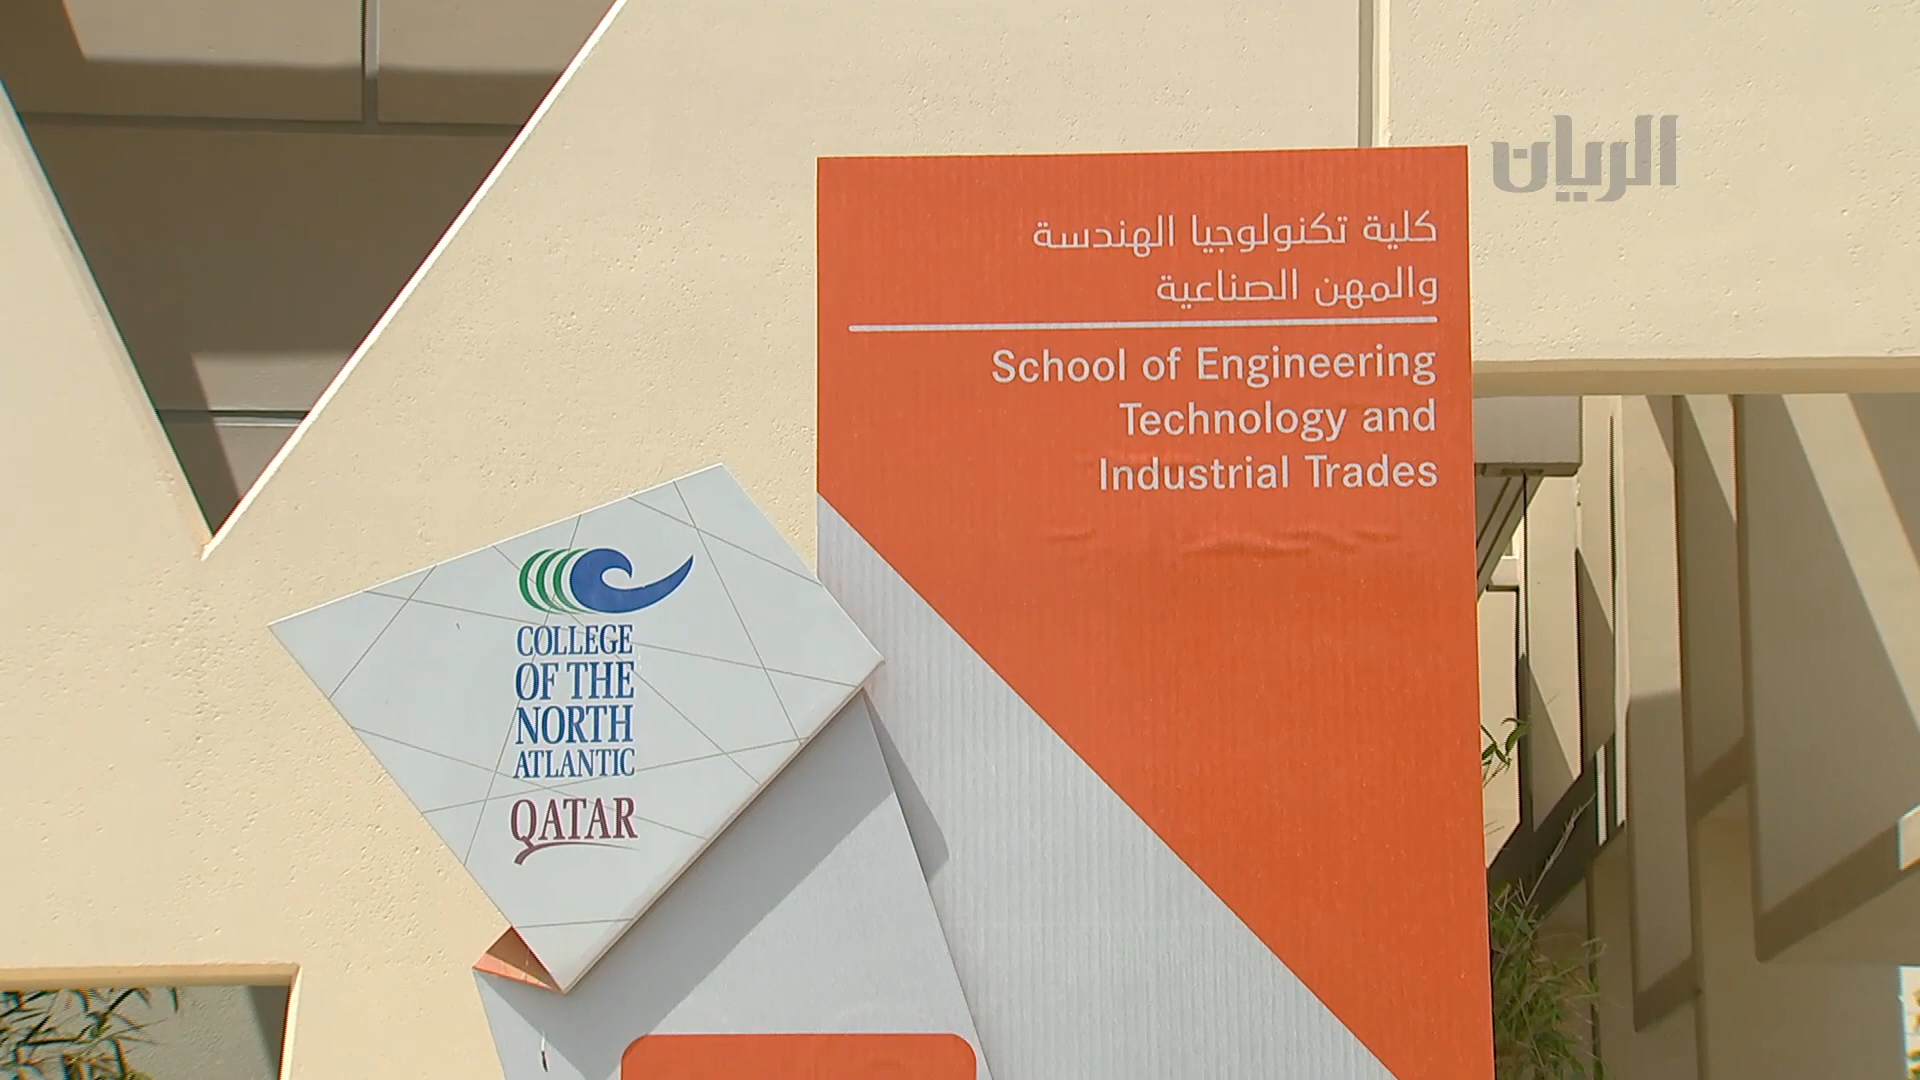 الريان
كلية تكنولوجيا الهندسة
والمهن الصناعية
School of Engineering
Technology and
Industrial Trades
COLLEGE
OF THE
NORTH
ATLANTIC
QATAR